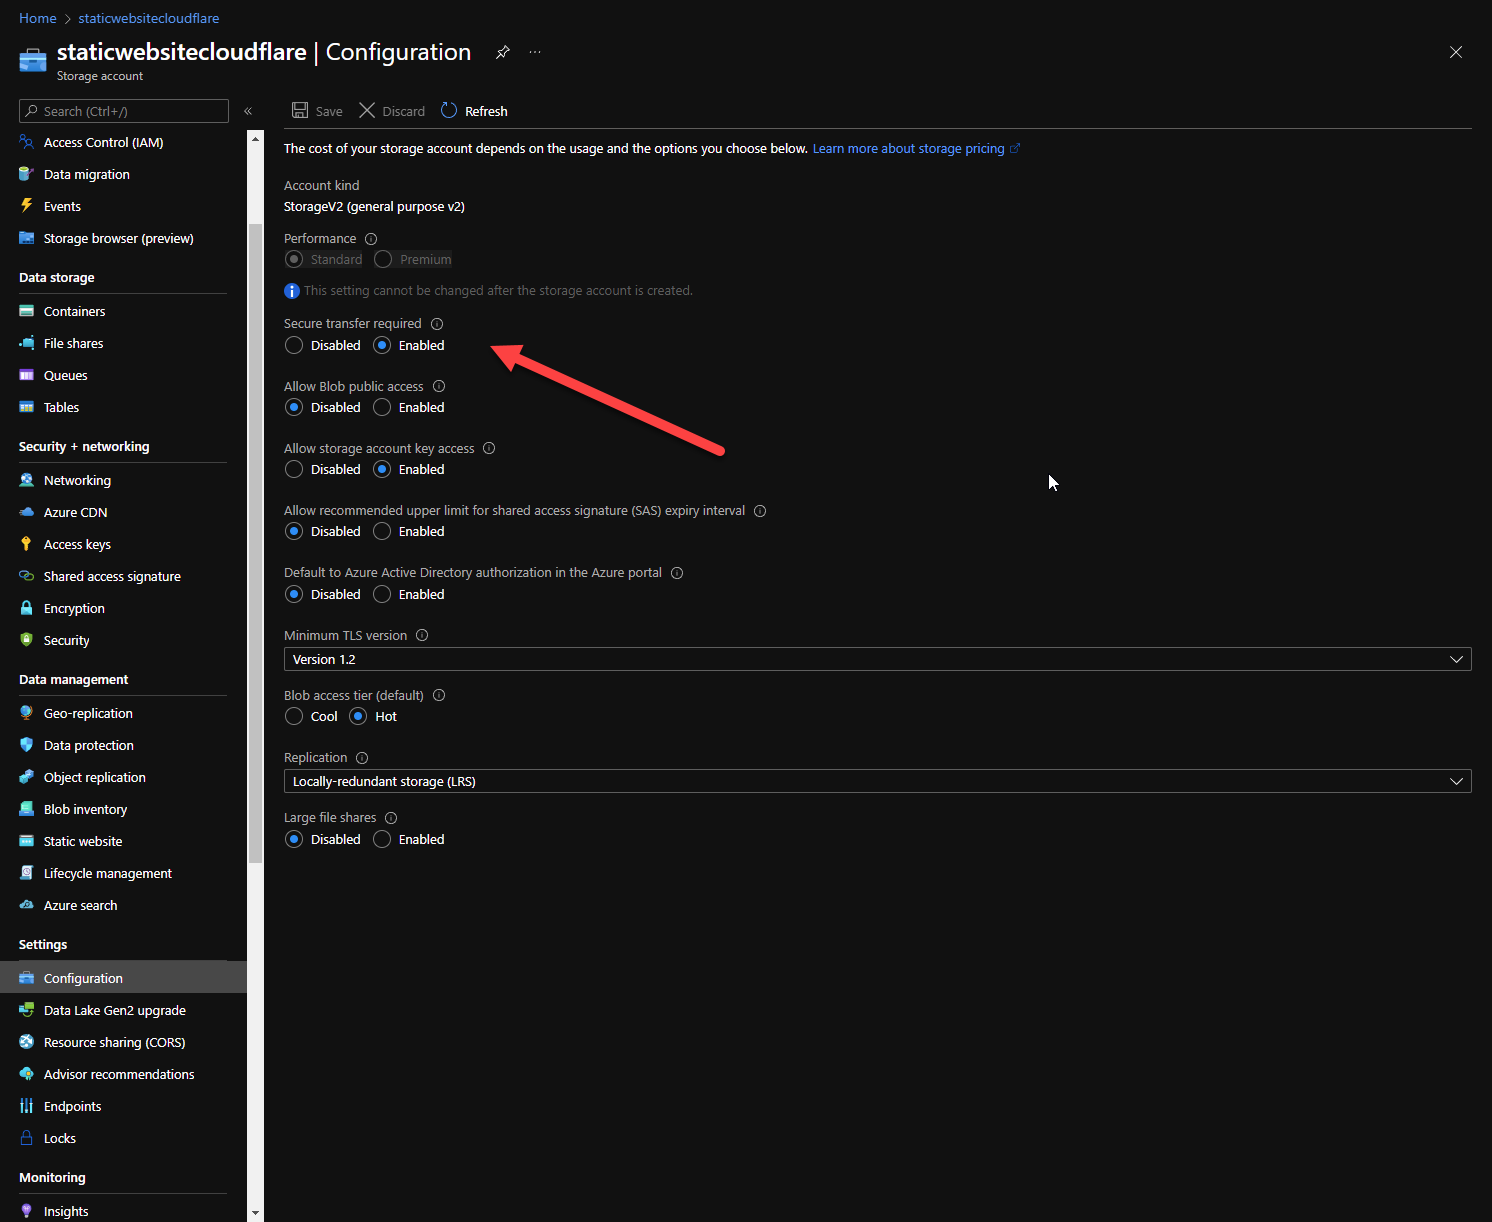 Home > staticwebsitecloudflare
staticwebsitecloudflare | Configuration
Storage account
Search (Ctrl+/)
«
Access Control (IAM)
Data migration
Events
Storage browser (preview)
Data storage
Containers
File shares
Queues
Tables
Security + networking
Networking
Azure CDN
Access keys
Shared access signature
Encryption
Security
Data management
Geo-replication
Data protection
Object replication
Blob inventory
Static website
Lifecycle management
Azure search
Settings
Configuration
Data Lake Gen2 upgrade
Resource sharing (CORS)
Advisor recommendations
Endpoints
Locks
Monitoring
Insights
Save Discard Refresh
The cost of your storage account depends on the usage and the options you choose below. Learn more about storage pricing
Account kind
StorageV2 (general purpose v2)
Performance
Standard Premium
This setting cannot be changed after the storage account is created.
Secure transfer required
Disabled Enabled
Allow Blob public access
Disabled Enabled
Allow storage account key access
Disabled Enabled
Allow recommended upper limit for shared access signature (SAS) expiry interval
Disabled Enabled
Default to Azure Active Directory authorization in the Azure portal
Disabled Enabled
Minimum TLS version
Version 1.2
Blob access tier (default)
Cool Hot
Replication
Locally-redundant storage (LRS)
Large file shares
Disabled Enabled